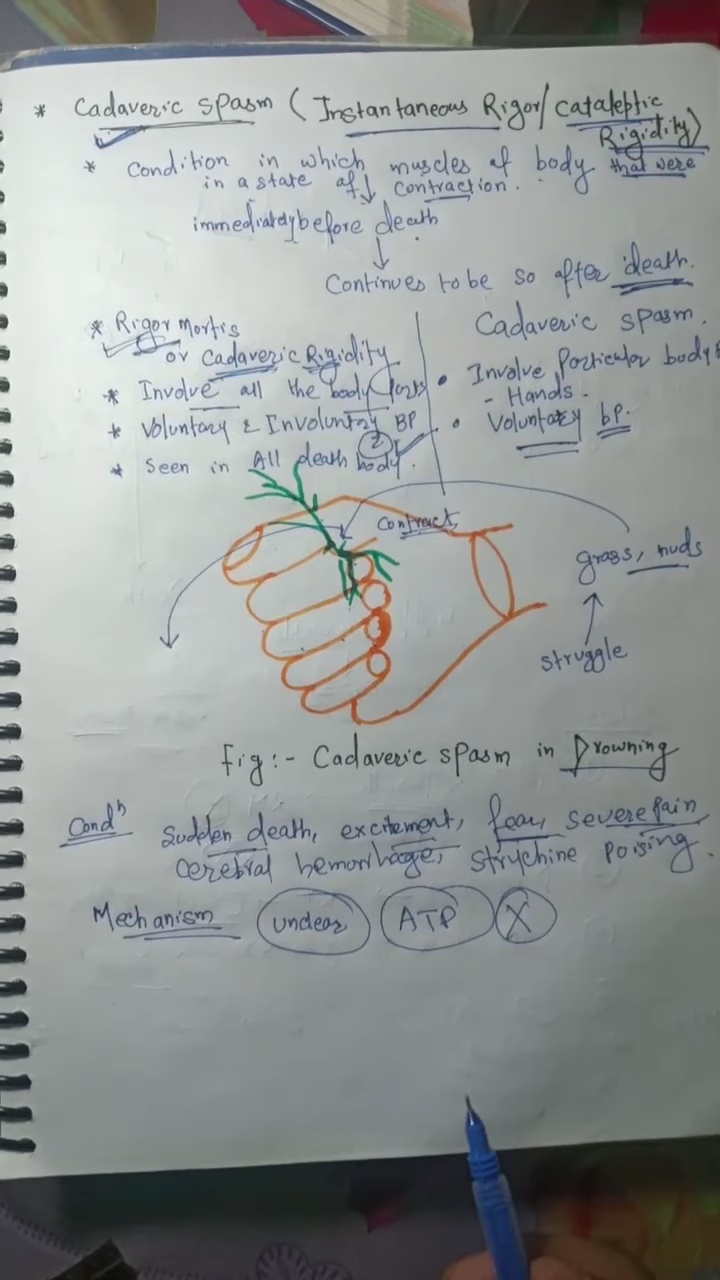 * Cadaveric spasm (Instantaneous Rigor/cataleptic
Rigidity)
* Condition in which muscles of body that were
in a state of contraction.
immediately before death
Continues to be so after death.
* Rigor mortis
or Cadaveric Rigidity
* Involve all the body parts
* Voluntary & Involuntary BP
* Seen in All death body.
2
Cadaveric spasm.
• Involve Particular body
- Hands -
• Voluntary bp.
Contract
grass, muds
struggle
Fig:- Cadaveric spasm in Drowning
Condn Sudden death, excitement, fear, severe pain,
cerebral hemorrhage, strychine poising.
Mechanism unclear ATP X